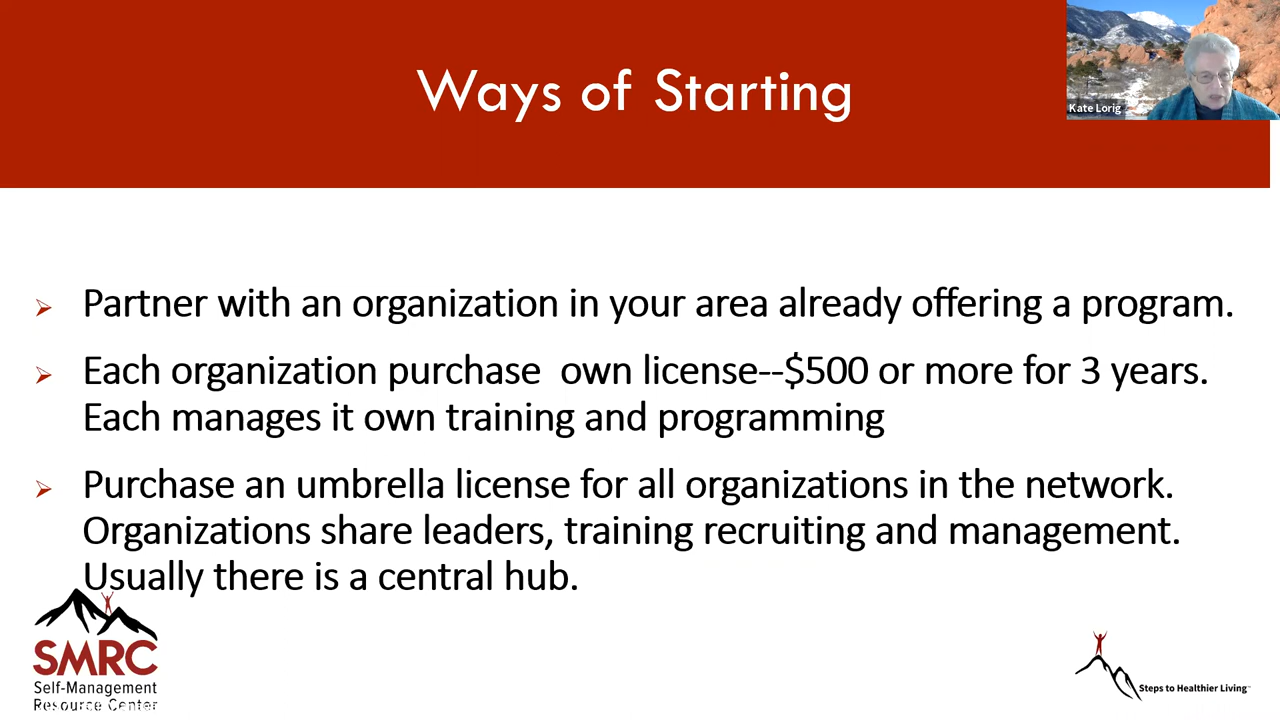 Ways of Starting
Kate Lorig
Partner with an organization in your area already offering a program.
Each organization purchase own license--$500 or more for 3 years.
Each manages it own training and programming
Purchase an umbrella license for all organizations in the network.
Organizations share leaders, training recruiting and management.
Usually there is a central hub.
SMRC
Self-Management
Resource Center
Steps to Healthier Living™